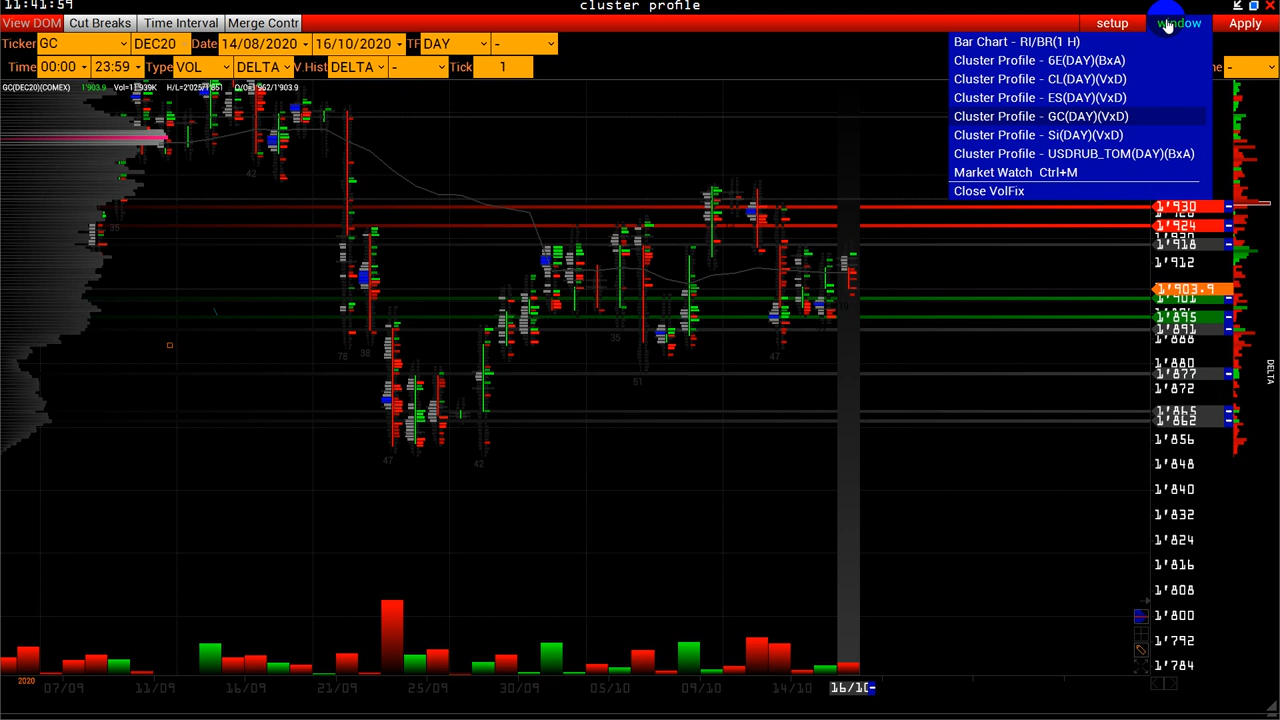 11:41:59
cluster profile
View DOM Cut Breaks Time Interval Merge Contr
setup window Apply
Ticker GC DEC20 Date 14/08/2020 - 16/10/2020 TF DAY -
Time 00:00 23:59 Type VOL DELTA V.Hist DELTA - Tick 1
-
GC(DEC20)(COMEX) 1'903.9
Bar Chart - RI/BR(1 H)
Cluster Profile - 6E(DAY)(BxA)
Cluster Profile - CL(DAY)(VxD)
Cluster Profile - ES(DAY)(VxD)
Cluster Profile - GC(DAY)(VxD)
Cluster Profile - Si(DAY)(VxD)
Cluster Profile - USDRUB_TOM(DAY)(BxA)
Market Watch Ctrl+M
Close VolFix
42
35
76
38
47
42
35
51
47
1'930
1'924
1'918
1'912
1'903.9
1'901
1'895
1'891
1'888
1'880
1'877
1'872
1'865
1'862
1'856
1'848
1'840
1'832
1'824
1'816
1'808
1'800
1'792
1'784
DELTA
2020 07/09 11/09 16/09 21/09 25/09 30/09 05/10 09/10 14/10 16/10